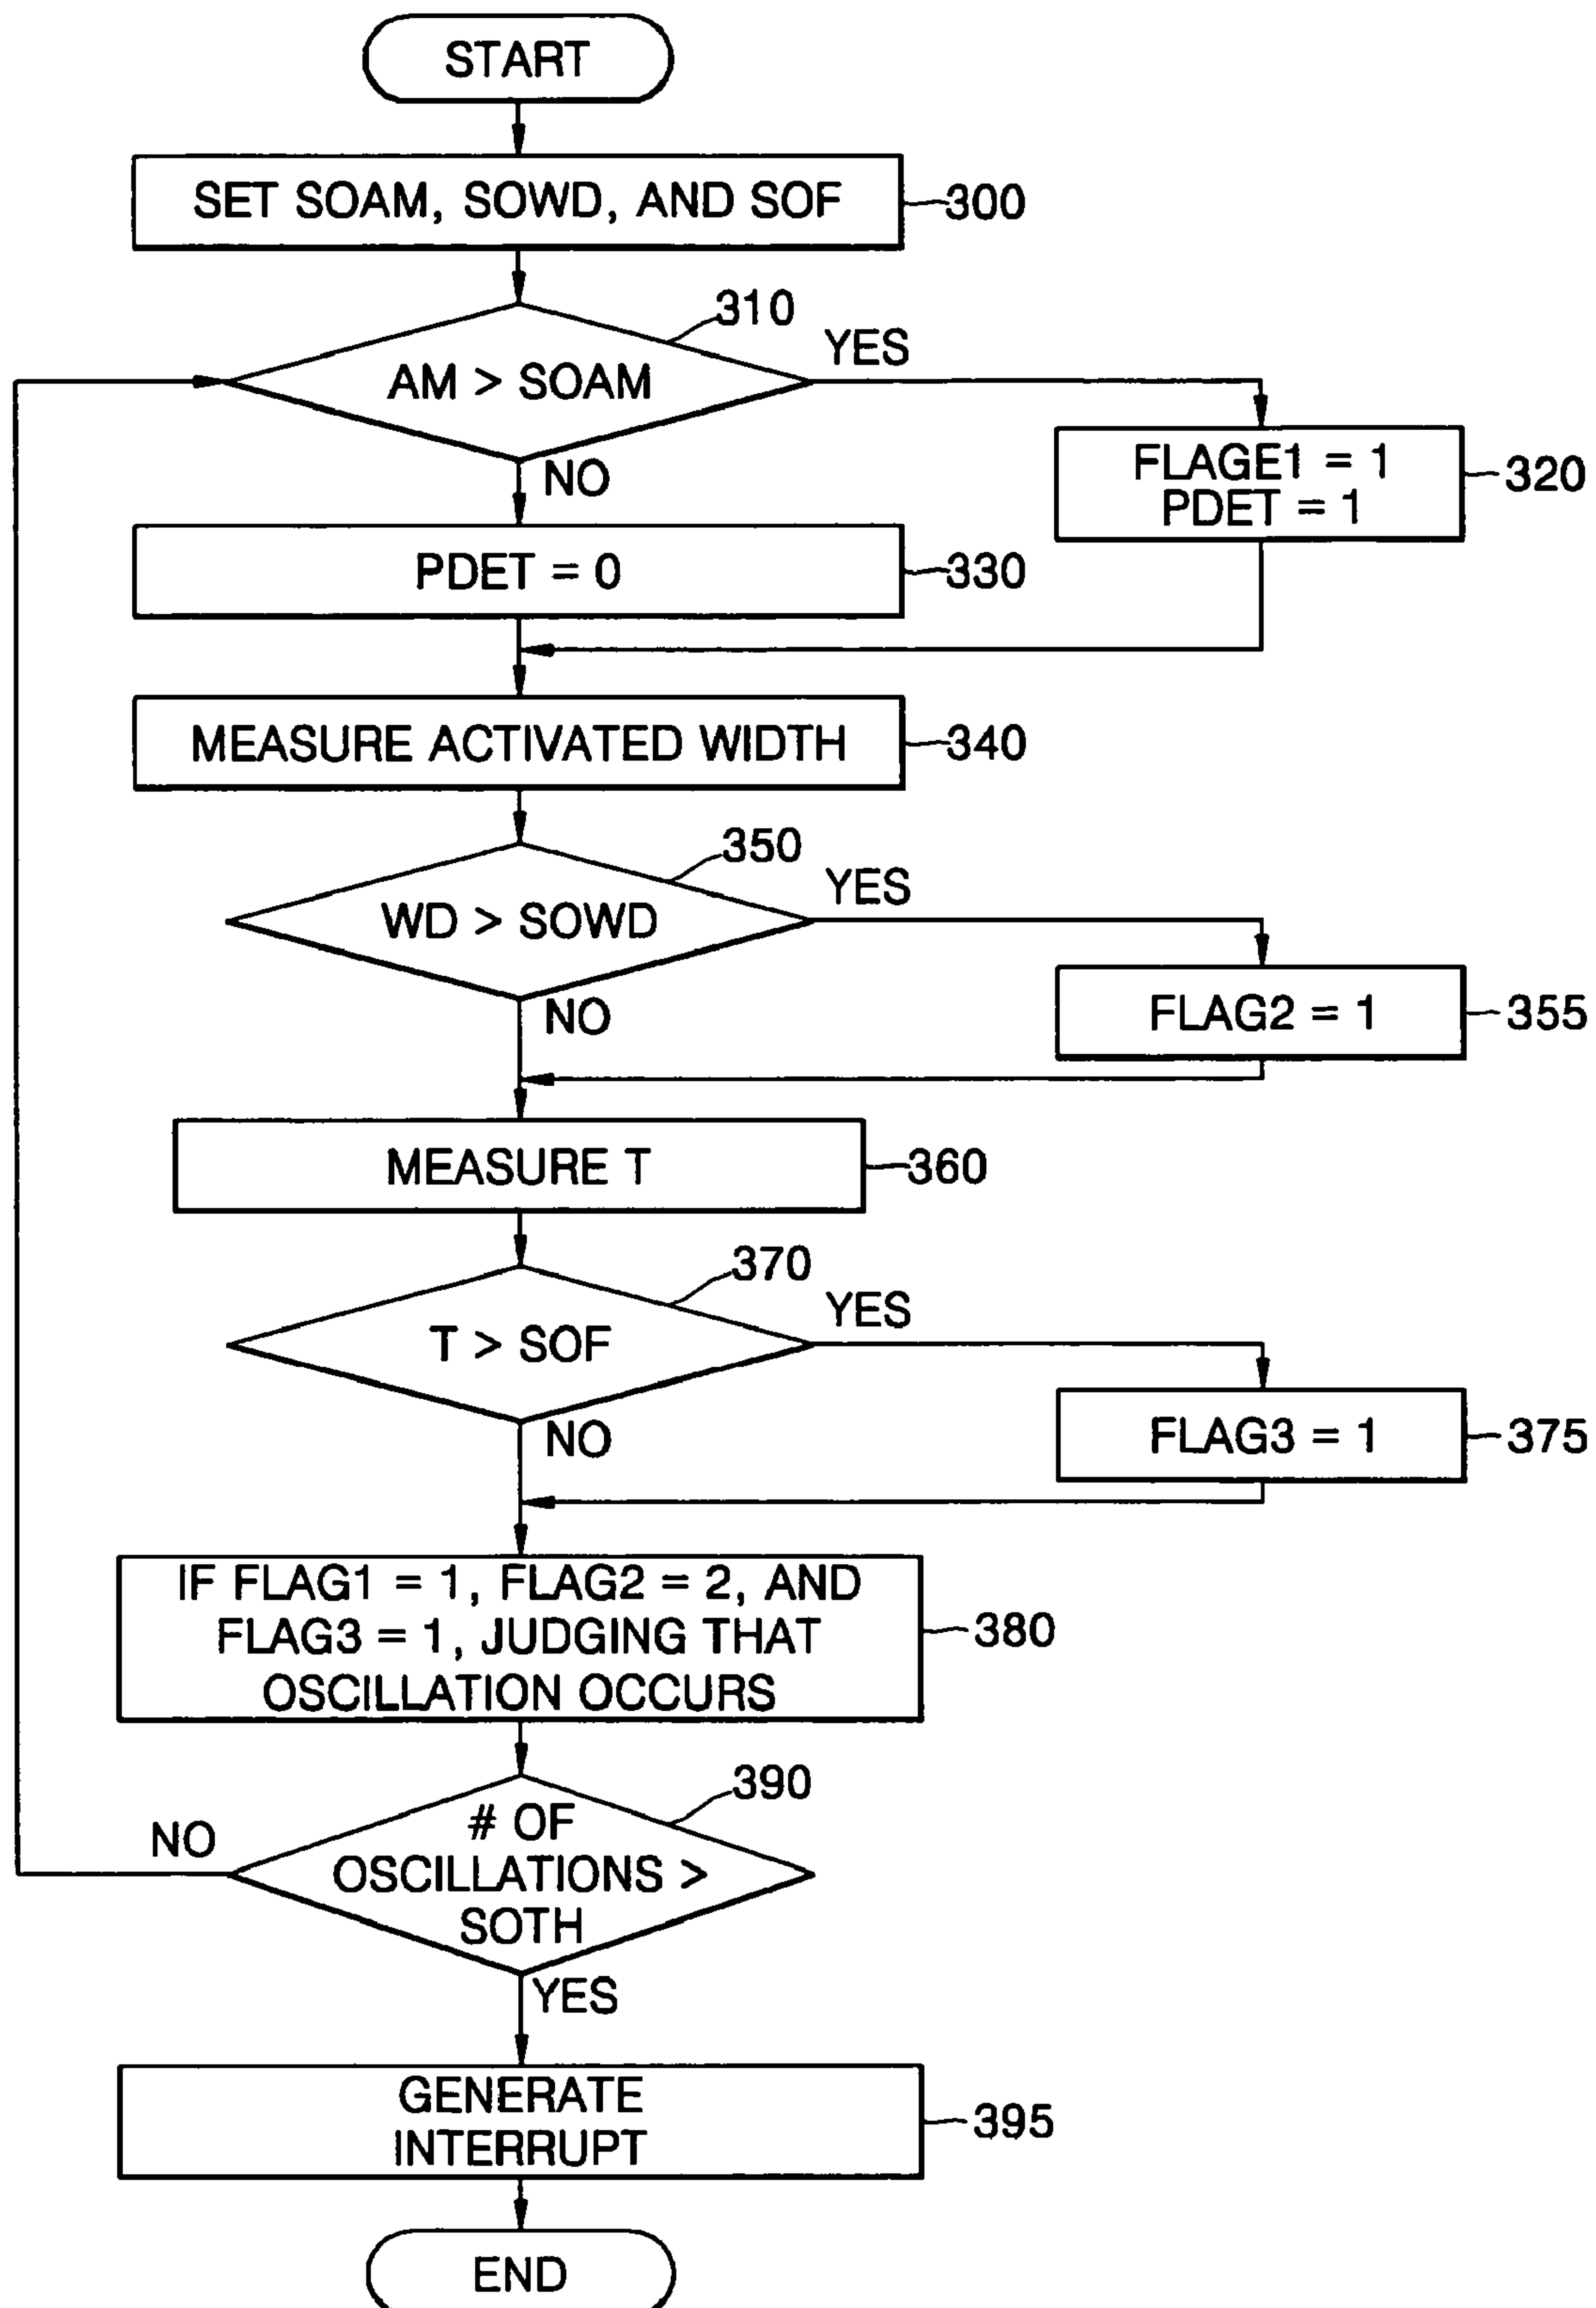 START
SET SOAM, SOWD, AND SOF
300
310
AM > SOAM
YES
FLAGE1 = 1
PDET = 1
320
NO
PDET = 0
330
MEASURE ACTIVATED WIDTH
340
350
WD > SOWD
YES
FLAG2 = 1
355
NO
MEASURE T
360
370
T > SOF
YES
FLAG3 = 1
375
NO
IF FLAG1 = 1, FLAG2 = 2, AND
FLAG3 = 1, JUDGING THAT
OSCILLATION OCCURS
380
390
# OF
OSCILLATIONS >
SOTH
NO
YES
GENERATE
INTERRUPT
395
END